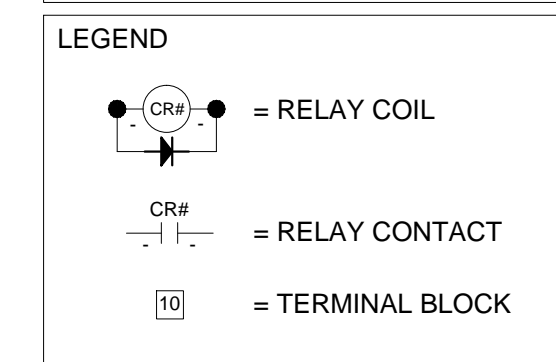 LEGEND
CR#
- -
= RELAY COIL
CR#
- -
= RELAY CONTACT
10
= TERMINAL BLOCK